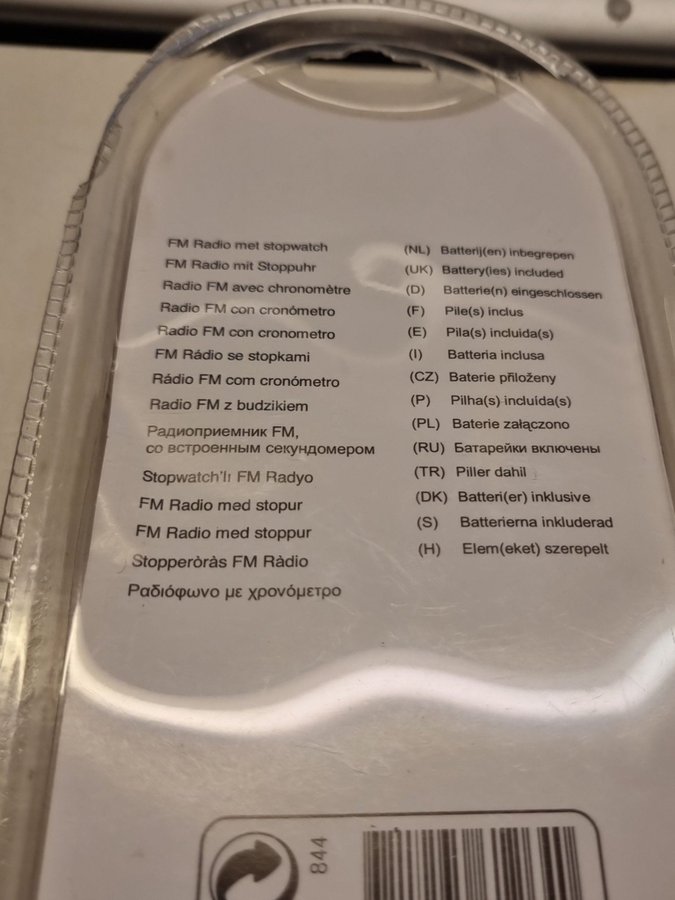 FM Radio met stopwatch
FM Radio mit Stoppuhr
Radio FM avec chronomètre
Radio FM con cronómetro
Radio FM con cronometro
FM Rádio se stopkami
Rádio FM com cronómetro
Radio FM z budzikiem
Радиоприемник FM,
со встроенным секундомером
Stopwatch'lı FM Radyo
FM Radio med stopur
FM Radio med stoppur
Stopperòràs FM Ràdio
Ραδιόφωνο με χρονόμετρο
(NL) Batterij(en) inbegrepen
(UK) Battery(ies) included
(D) Batterie(n) eingeschlossen
(F) Pile(s) inclus
(E) Pila(s) incluida(s)
(I) Batteria inclusa
(CZ) Baterie přiloženy
(P) Pilha(s) incluída(s)
(PL) Baterie załączono
(RU) Батарейки включены
(TR) Piller dahil
(DK) Batteri(er) inklusive
(S) Batterierna inkluderad
(H) Elem(eket) szerepelt
844